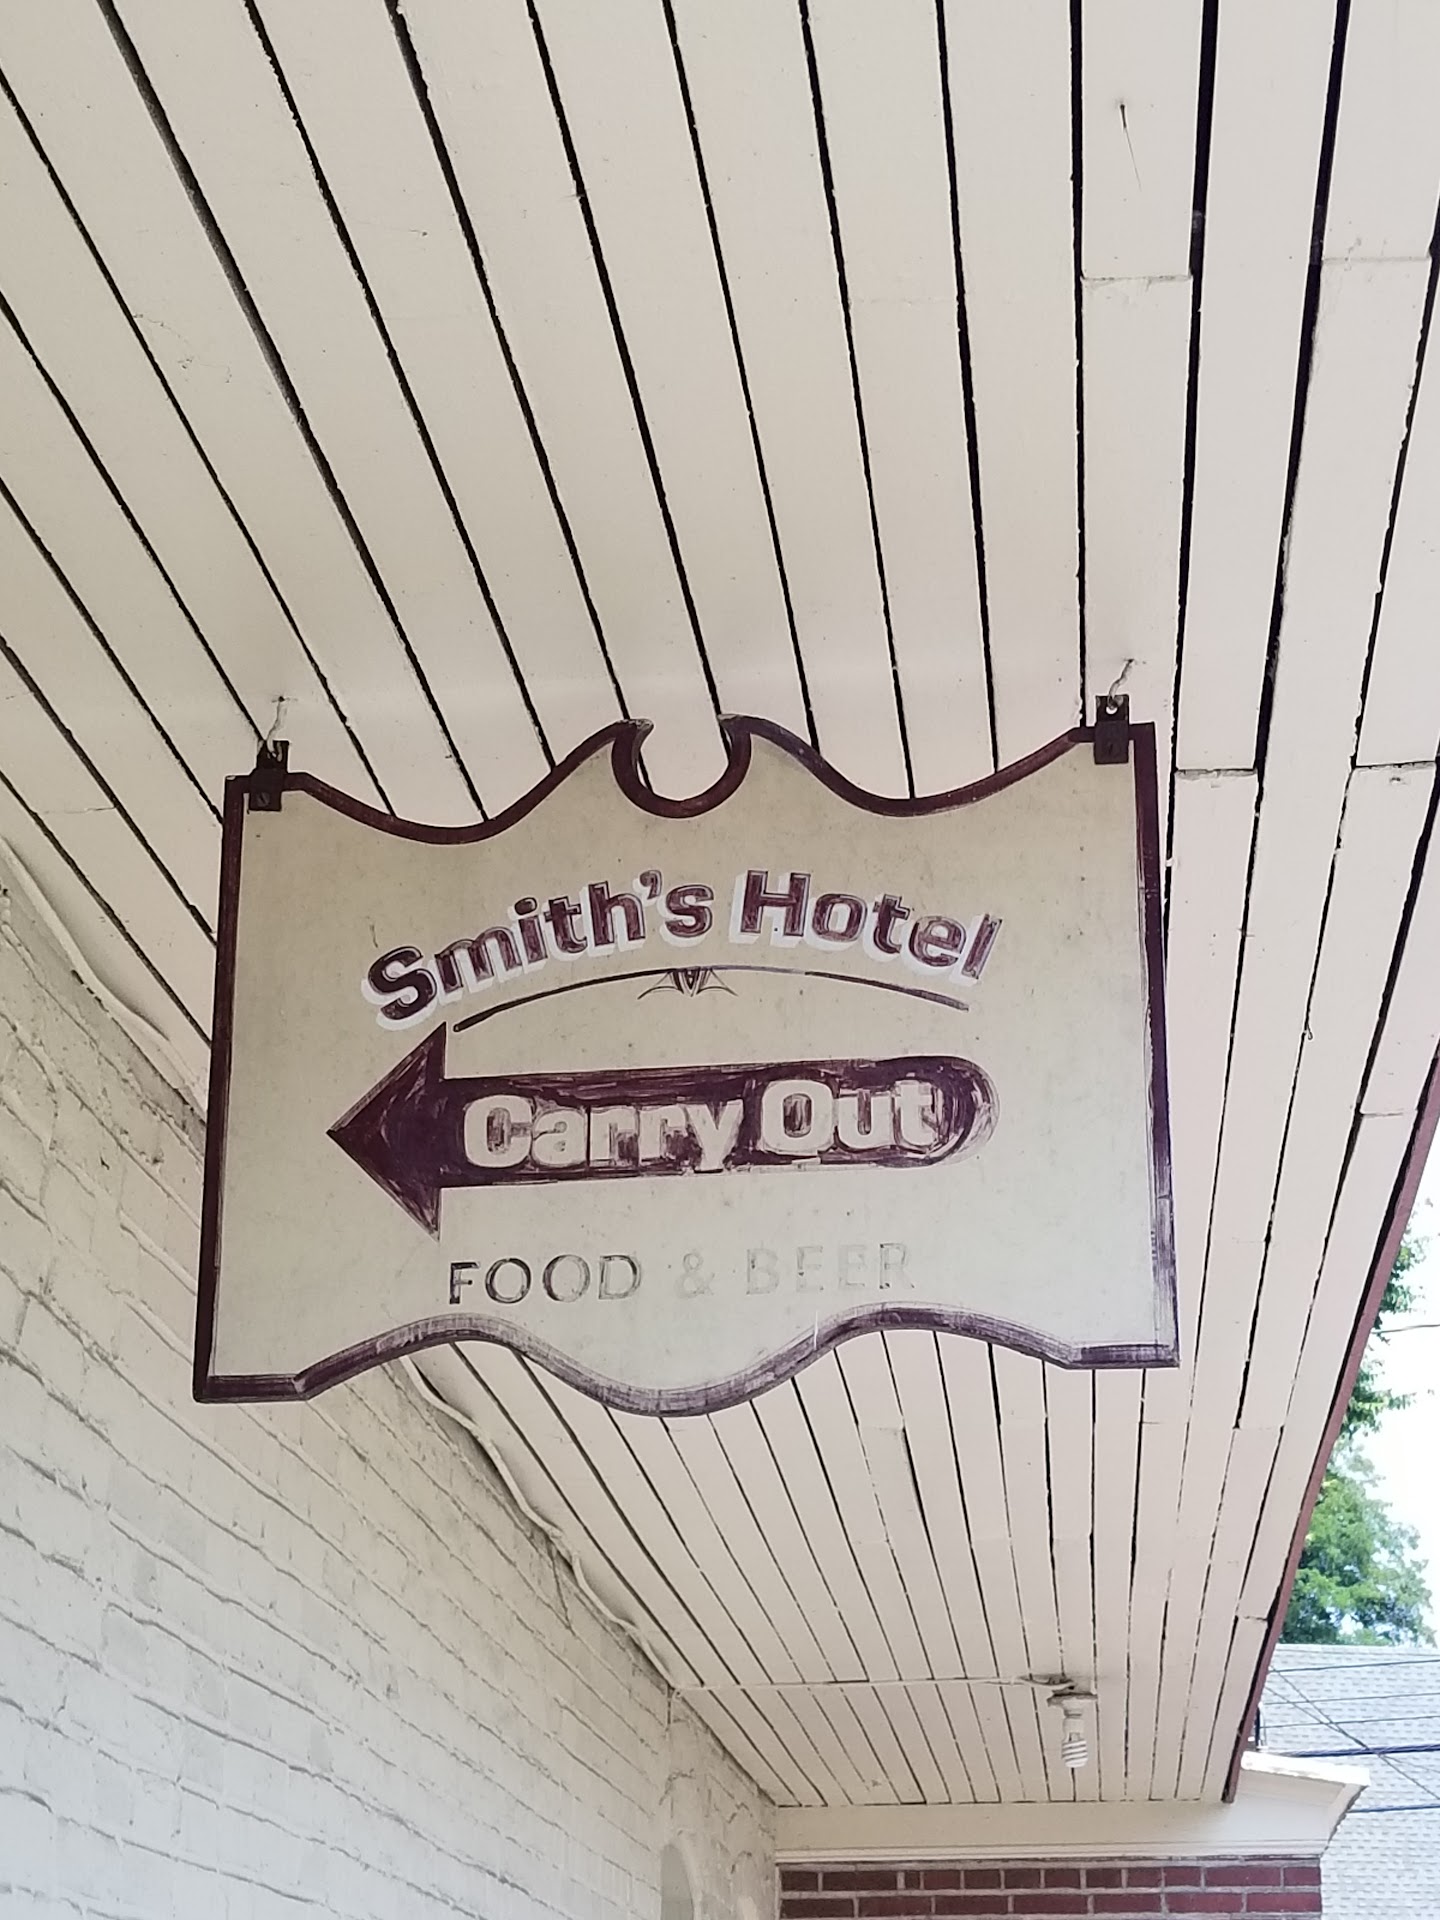 Smith's Hotel
Carry Out
FOOD & BEER